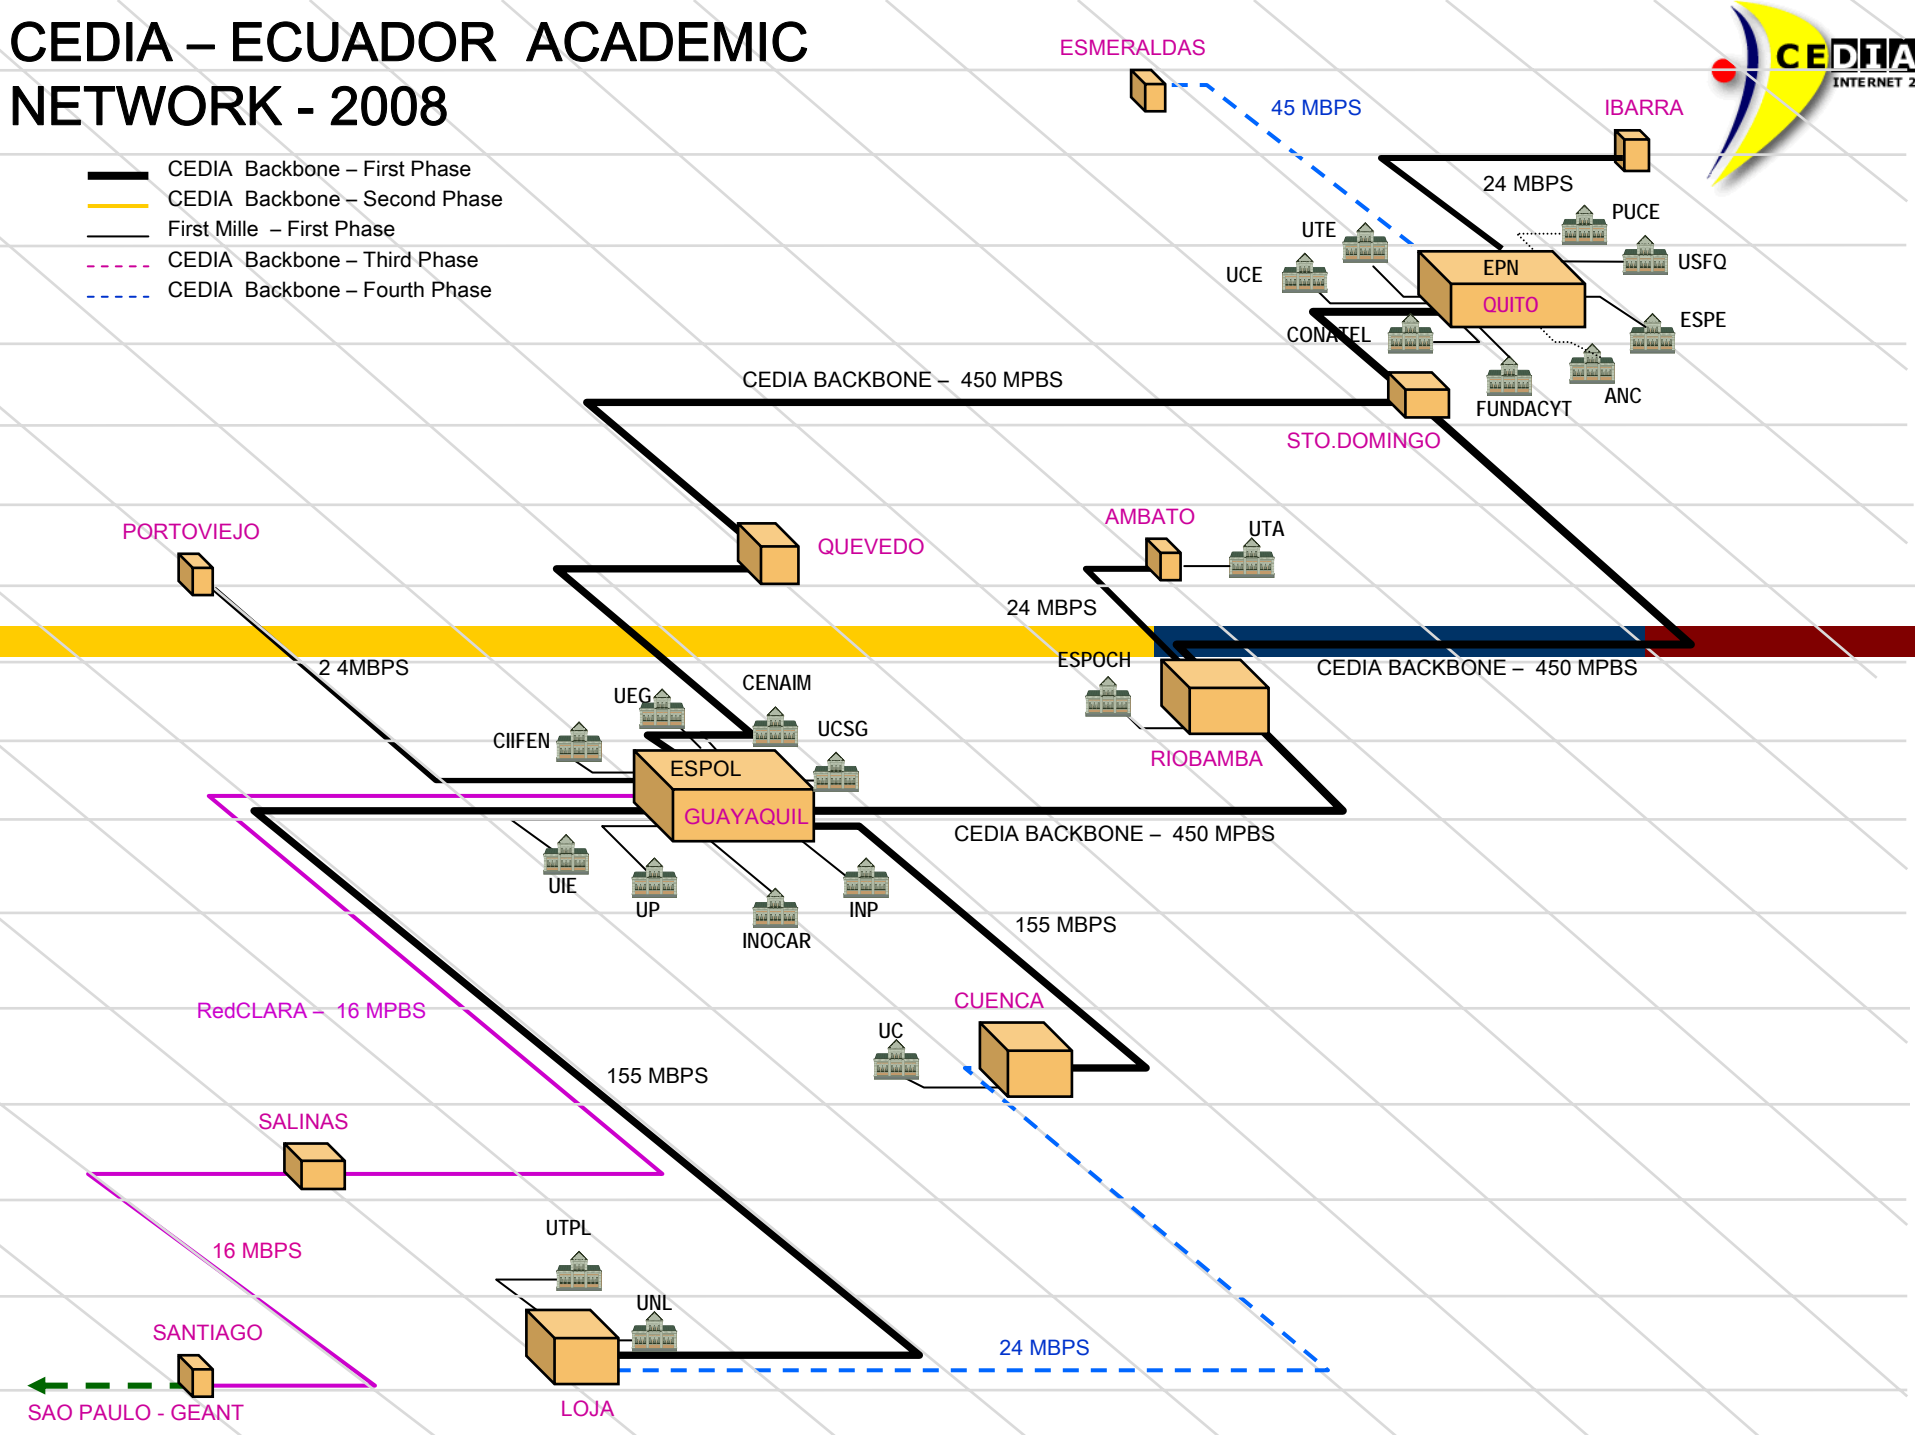 CEDIA – ECUADOR ACADEMIC
NETWORK - 2008
CEDIA Backbone – First Phase
CEDIA Backbone – Second Phase
First Mille – First Phase
CEDIA Backbone – Third Phase
CEDIA Backbone – Fourth Phase
ESMERALDAS
45 MBPS
IBARRA
CEDIA
INTERNET 2
24 MBPS
PUCE
UTE
USFQ
UCE
EPN
QUITO
ESPE
CONATEL
ANC
FUNDACYT
CEDIA BACKBONE – 450 MPBS
STO.DOMINGO
PORTOVIEJO
QUEVEDO
AMBATO
UTA
24 MBPS
2 4MBPS
ESPOCH
CEDIA BACKBONE – 450 MPBS
UEG
CENAIM
UCSG
CIIFEN
RIOBAMBA
ESPOL
GUAYAQUIL
CEDIA BACKBONE – 450 MPBS
UIE
UP
INP
INOCAR
155 MBPS
RedCLARA – 16 MPBS
CUENCA
UC
155 MBPS
SALINAS
16 MBPS
UTPL
UNL
SANTIAGO
24 MBPS
SAO PAULO - GEANT
LOJA